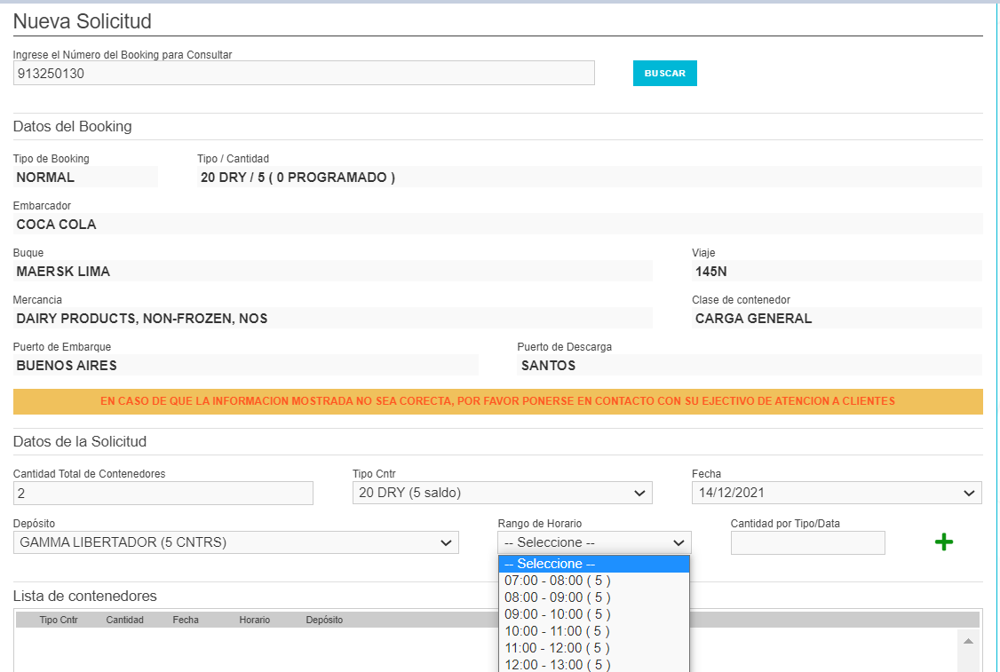 Nueva Solicitud
Ingrese el Número del Booking para Consultar
913250130 BUSCAR
Datos del Booking
Tipo de Booking Tipo / Cantidad
NORMAL 20 DRY / 5 ( 0 PROGRAMADO )
Embarcador
COCA COLA
Buque Viaje
MAERSK LIMA 145N
Mercancia Clase de contenedor
DAIRY PRODUCTS, NON-FROZEN, NOS CARGA GENERAL
Puerto de Embarque Puerto de Descarga
BUENOS AIRES SANTOS
EN CASO DE QUE LA INFORMACION MOSTRADA NO SEA CORECTA, POR FAVOR PONERSE EN CONTACTO CON SU EJECTIVO DE ATENCION A CLIENTES
Datos de la Solicitud
Cantidad Total de Contenedores Tipo Cntr Fecha
2 20 DRY (5 saldo) 14/12/2021
Depósito Rango de Horario Cantidad por Tipo/Data
GAMMA LIBERTADOR (5 CNTRS) -- Seleccione --
-- Seleccione --
07:00 - 08:00 ( 5 )
08:00 - 09:00 ( 5 )
09:00 - 10:00 ( 5 )
10:00 - 11:00 ( 5 )
11:00 - 12:00 ( 5 )
12:00 - 13:00 ( 5 )
Lista de contenedores
Tipo Cntr Cantidad Fecha Horario Depósito